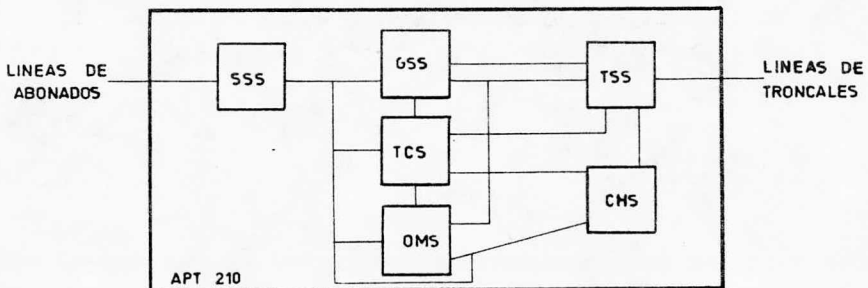 LINEAS DE
ABONADOS
SSS
GSS
TSS
LINEAS DE
TRONCALES
TCS
CHS
OMS
APT 210